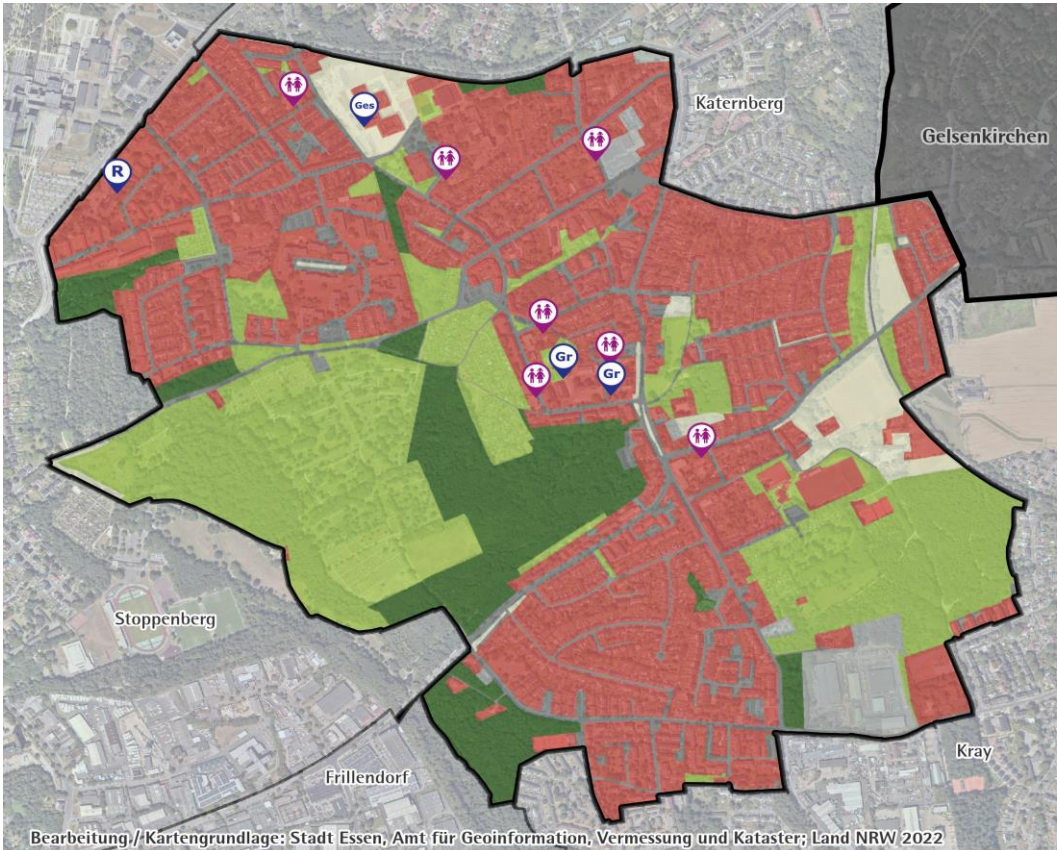 Katernberg
Gelsenkirchen
Ges
R
Gr
Gr
Stoppenberg
Kray
Frillendorf
Bearbeitung / Kartengrundlage: Stadt Essen, Amt für Geoinformation, Vermessung und Kataster; Land NRW 2022